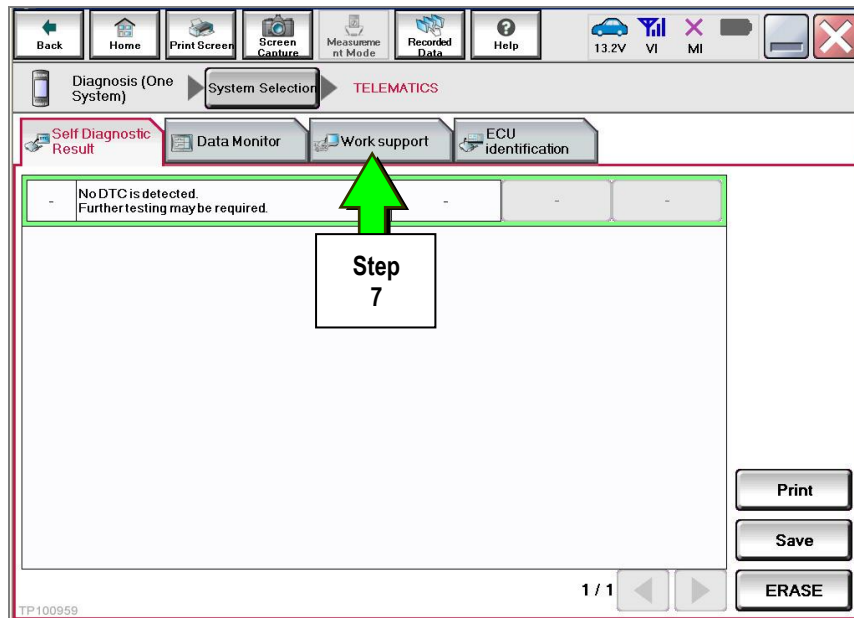 Back
Home
Print Screen
Screen
Capture
Measureme
nt Mode
Recorded
Data
Help
13.2V
VI
MI
Diagnosis (One
System)
System Selection
TELEMATICS
Self Diagnostic
Result
Data Monitor
Work support
ECU
identification
-
No DTC is detected.
Further testing may be required.
-
-
-
Step
7
Print
Save
1 / 1
ERASE
TP100959